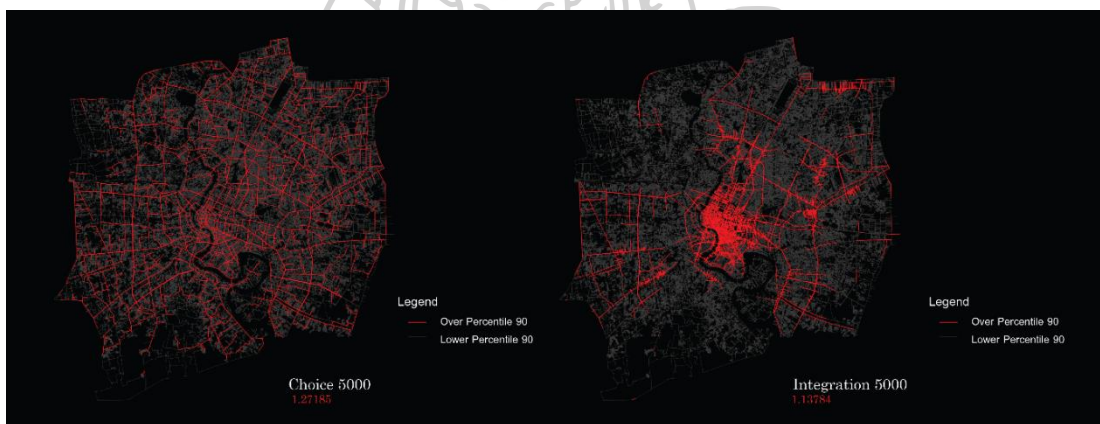 Legend
Over Percentile 90
Lower Percentile 90
Choice 5000
1.27185
Legend
Over Percentile 90
Lower Percentile 90
Integration 5000
1.13784